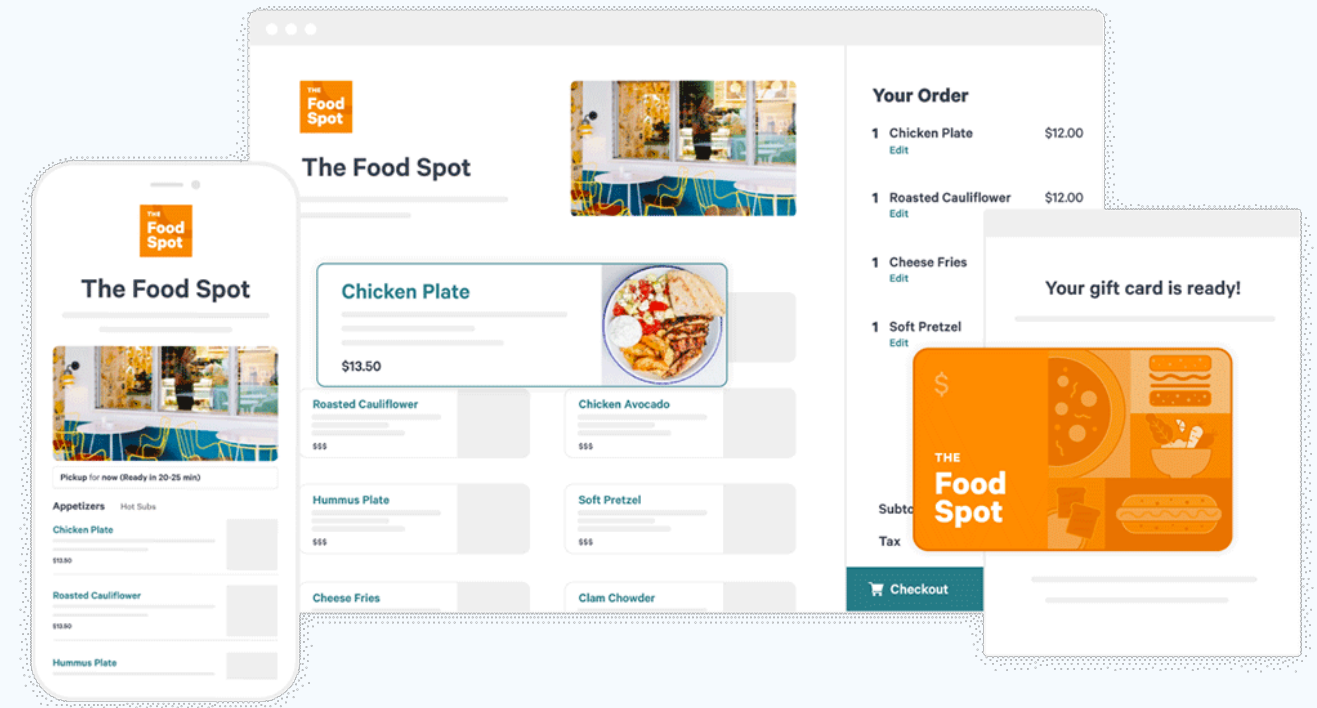 THE
Food
Spot
The Food Spot
Chicken Plate
$13.50
Roasted Cauliflower
$$$
Chicken Avocado
$$$
Hummus Plate
$$$
Soft Pretzel
$$$
Cheese Fries
Clam Chowder
Your Order
1 Chicken Plate $12.00
Edit
1 Roasted Cauliflower $12.00
Edit
1 Cheese Fries
Edit
1 Soft Pretzel
Edit
Subto
Tax
Checkout
THE
Food
Spot
The Food Spot
Pickup for now (Ready in 20-25 min)
Appetizers Hot Subs
Chicken Plate
$13.50
Roasted Cauliflower
$13.50
Hummus Plate
Your gift card is ready!
$
THE
Food
Spot